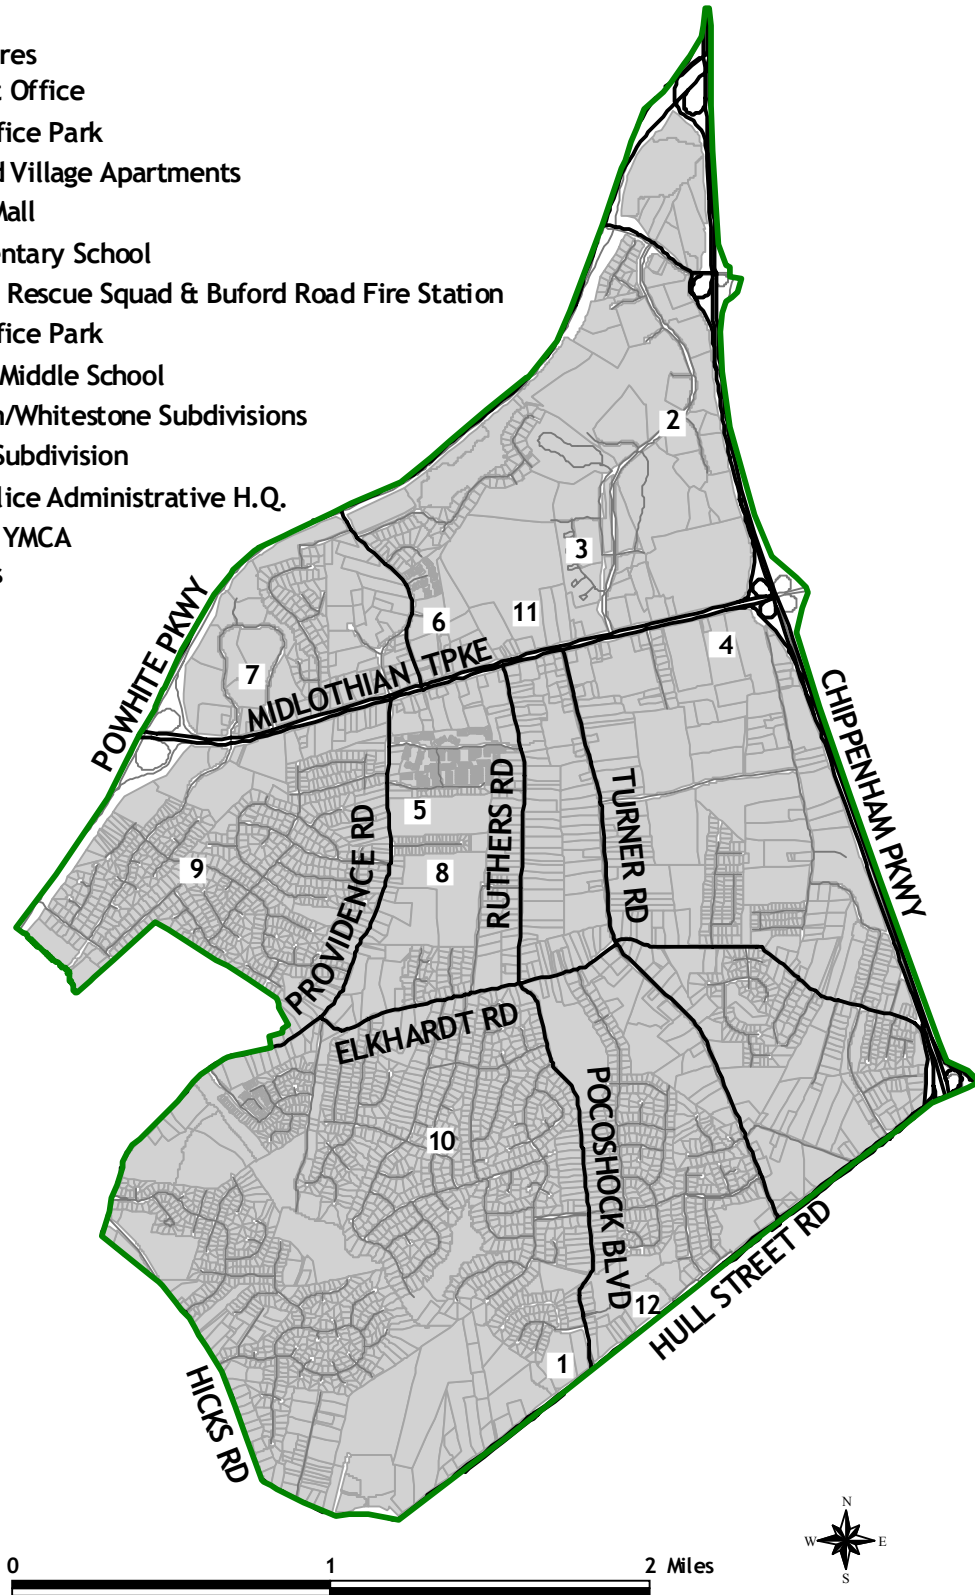 res
Office
fice Park
Village Apartments
Mall
entary School
Rescue Squad & Buford Road Fire Station
fice Park
Middle School
n/Whitestone Subdivisions
Subdivision
lice Administrative H.Q.
YMCA
s
2
3
11
6
4
7
MIDLOTHIAN TPKE
POWHITE PKWY
CHIPPENHAM PKWY
5
RUTHERS RD
TURNER RD
PROVIDENCE RD
9
8
ELKHARDT RD
10
POCOSHOCK BLVD
12
HULL STREET RD
1
HICKS RD
N
W E
S
0 1 2 Miles